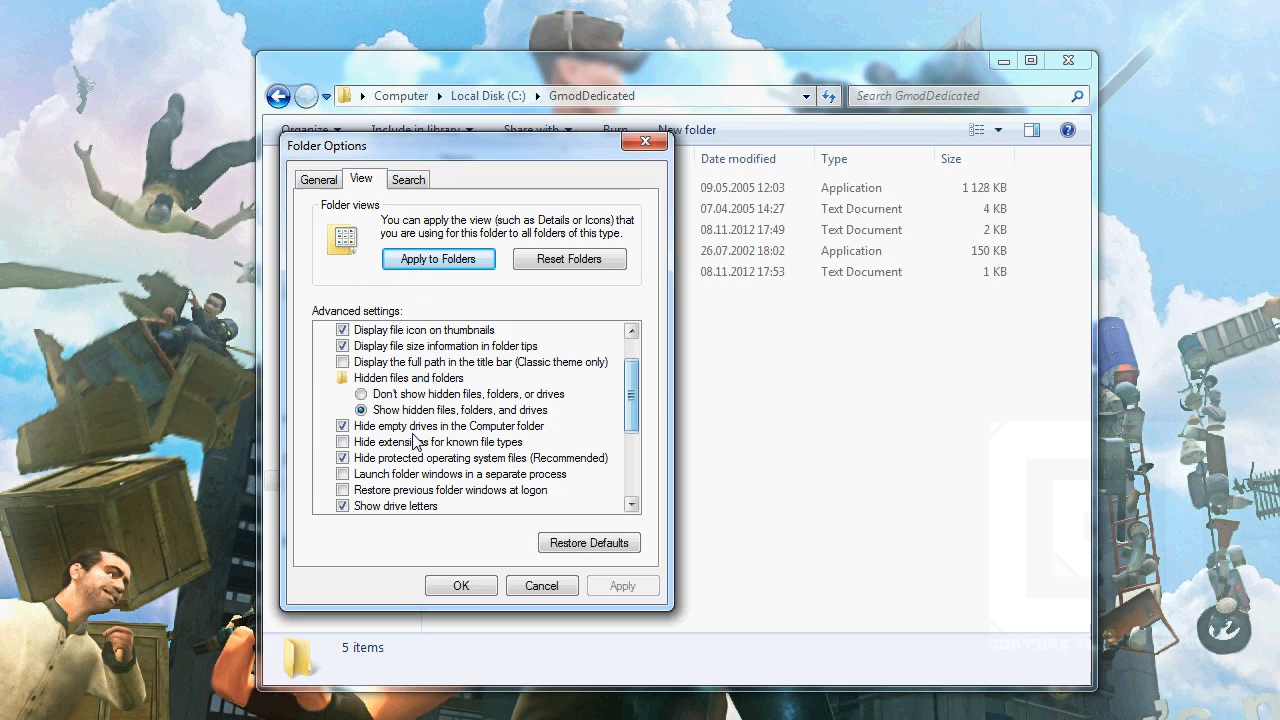 Computer Local Disk (C:) GmodDedicated
Search GmodDedicated
Organize Include in library Share with Burn New folder
Folder Options
General View Search
Folder views
You can apply the view (such as Details or Icons) that
you are using for this folder to all folders of this type.
Apply to Folders Reset Folders
Advanced settings:
Display file icon on thumbnails
Display file size information in folder tips
Display the full path in the title bar (Classic theme only)
Hidden files and folders
Don't show hidden files, folders, or drives
Show hidden files, folders, and drives
Hide empty drives in the Computer folder
Hide extensions for known file types
Hide protected operating system files (Recommended)
Launch folder windows in a separate process
Restore previous folder windows at logon
Show drive letters
Restore Defaults
OK Cancel Apply
Date modified Type Size
09.05.2005 12:03 Application 1 128 KB
07.04.2005 14:27 Text Document 4 KB
08.11.2012 17:49 Text Document 2 KB
26.07.2002 18:02 Application 150 KB
08.11.2012 17:53 Text Document 1 KB
5 items